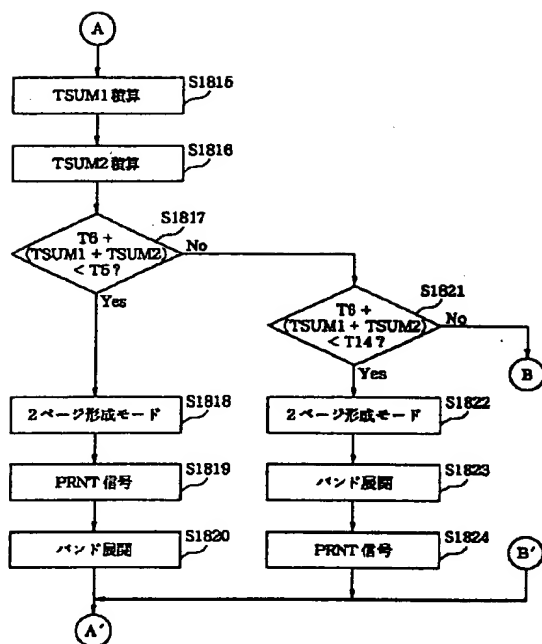 A
S1815
TSUM1 積算
S1816
TSUM2 積算
S1817
T6 +
(TSUM1 + TSUM2)
< T5 ?
No
Yes
S1821
T6 +
(TSUM1 + TSUM2)
< T14 ?
No
Yes
B
S1818
2ページ形成モード
S1822
2ページ形成モード
S1819
PRNT 信号
S1823
バンド展開
S1820
バンド展開
S1824
PRNT 信号
B'
A'